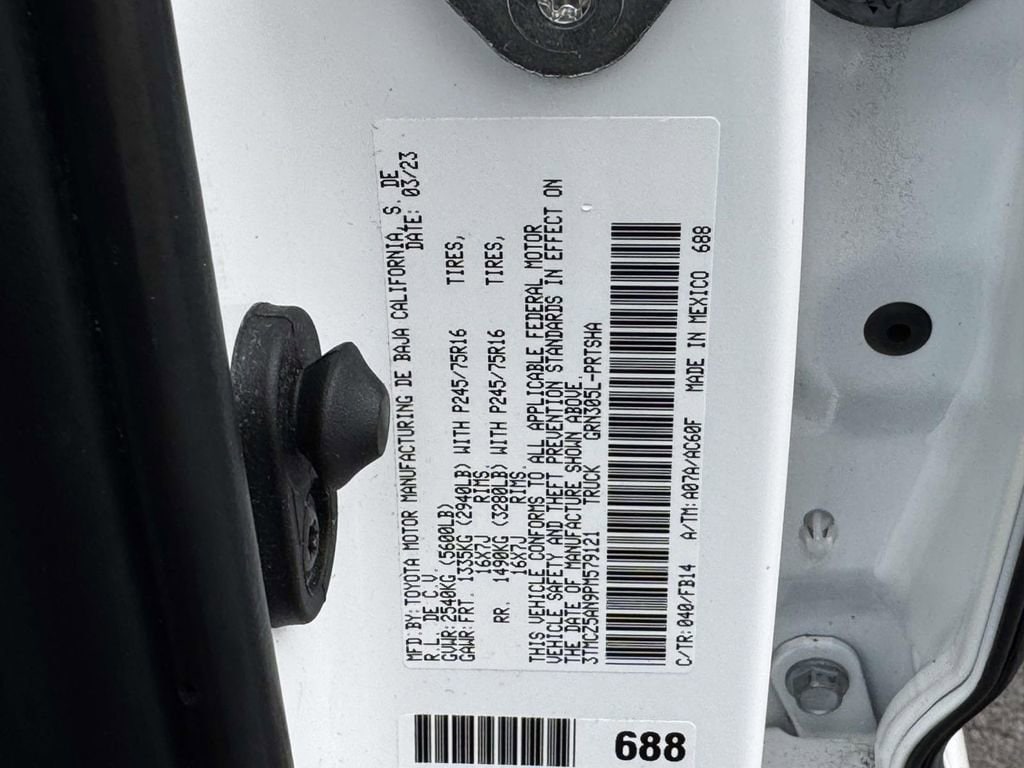 MFD.BY:TOYOTA MOTOR MANUFACTURING DE BAJA CALIFORNIA, S. DE
R.L. DE C.V. DATE: 03/23
GVWR:2540KG (5600LB)
GAWR:FRT. 1335KG (2940LB) WITH P245/75R16 TIRES,
16X7J RIMS.
RR. 1490KG (3280LB) WITH P245/75R16 TIRES,
16X7J RIMS.
THIS VEHICLE CONFORMS TO ALL APPLICABLE FEDERAL MOTOR
VEHICLE SAFETY AND THEFT PREVENTION STANDARDS IN EFFECT ON
THE DATE OF MANUFACTURE SHOWN ABOVE.
3TMCZ5AN9PM579121 TRUCK GRN305L-PRTSHA
C/TR:040/FB14 A/TM:A07A/AC60F MADE IN MEXICO 688
688